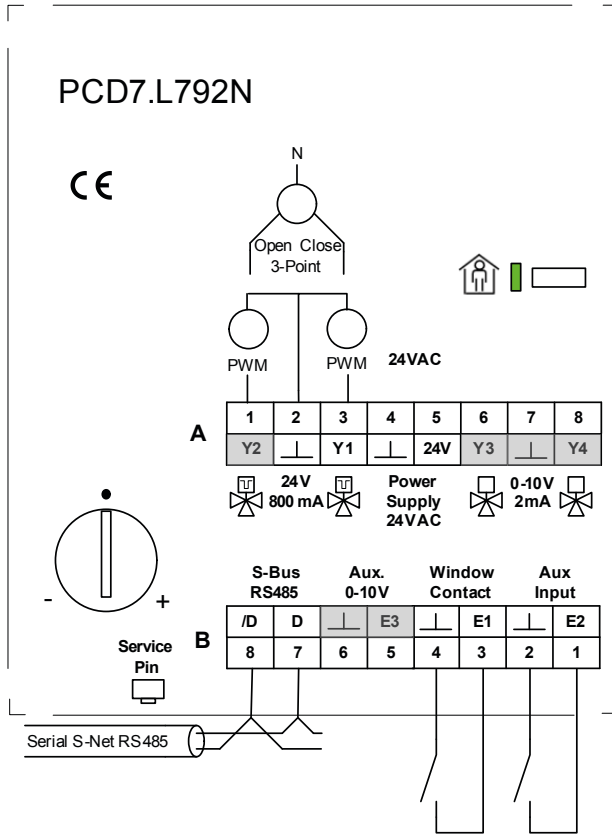 PCD7.L792N
CE
N
Open Close
3-Point
PWM PWM 24VAC
A
1 2 3 4 5 6 7 8
Y2 Y1 24V Y3 Y4
24V
800 mA
Power
Supply
24VAC
0-10V
2mA
- +
Service
Pin
S-Bus
RS485
Aux.
0-10V
Window
Contact
Aux
Input
B
/D D E3 E1 E2
8 7 6 5 4 3 2 1
Serial S-Net RS485